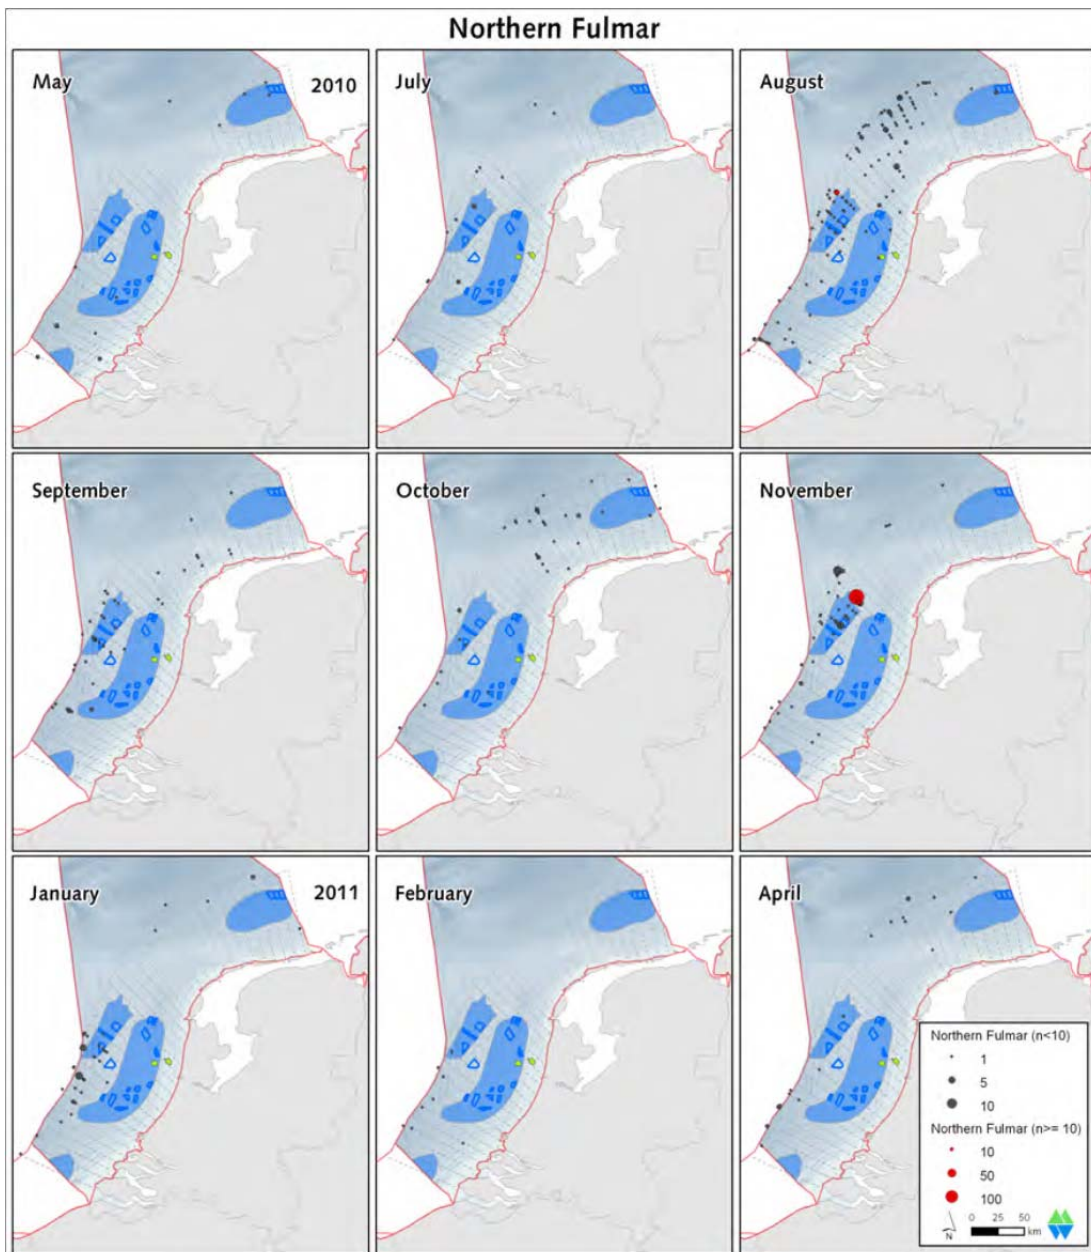 Northern Fulmar
May
2010
July
August
September
October
November
January
2011
February
April
Northern Fulmar (n<10)
1
5
10
Northern Fulmar (n>= 10)
10
50
100
0 25 50
N
km